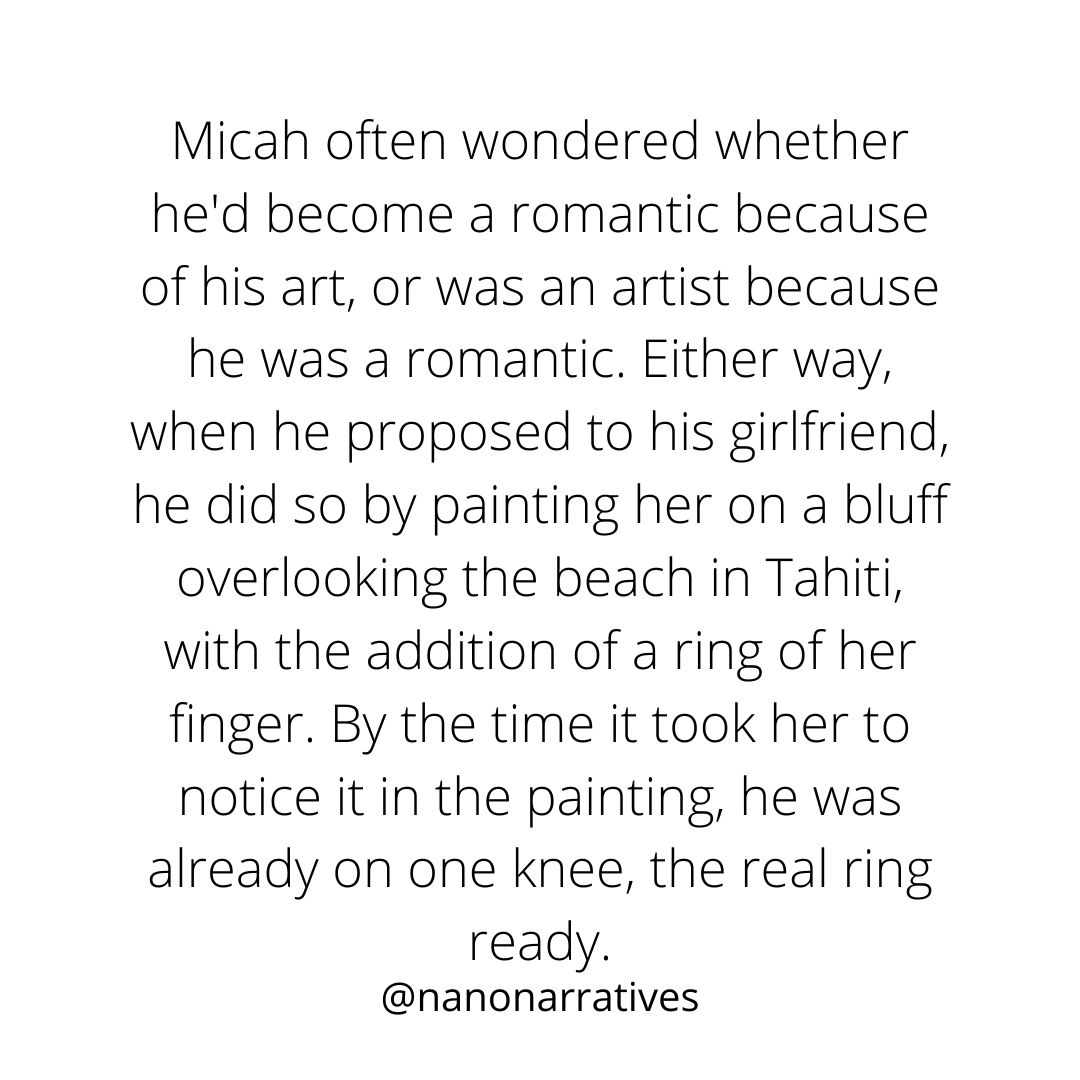 Micah often wondered whether
he'd become a romantic because
of his art, or was an artist because
he was a romantic. Either way,
when he proposed to his girlfriend,
he did so by painting her on a bluff
overlooking the beach in Tahiti,
with the addition of a ring of her
finger. By the time it took her to
notice it in the painting, he was
already on one knee, the real ring
ready.
@nanonarratives